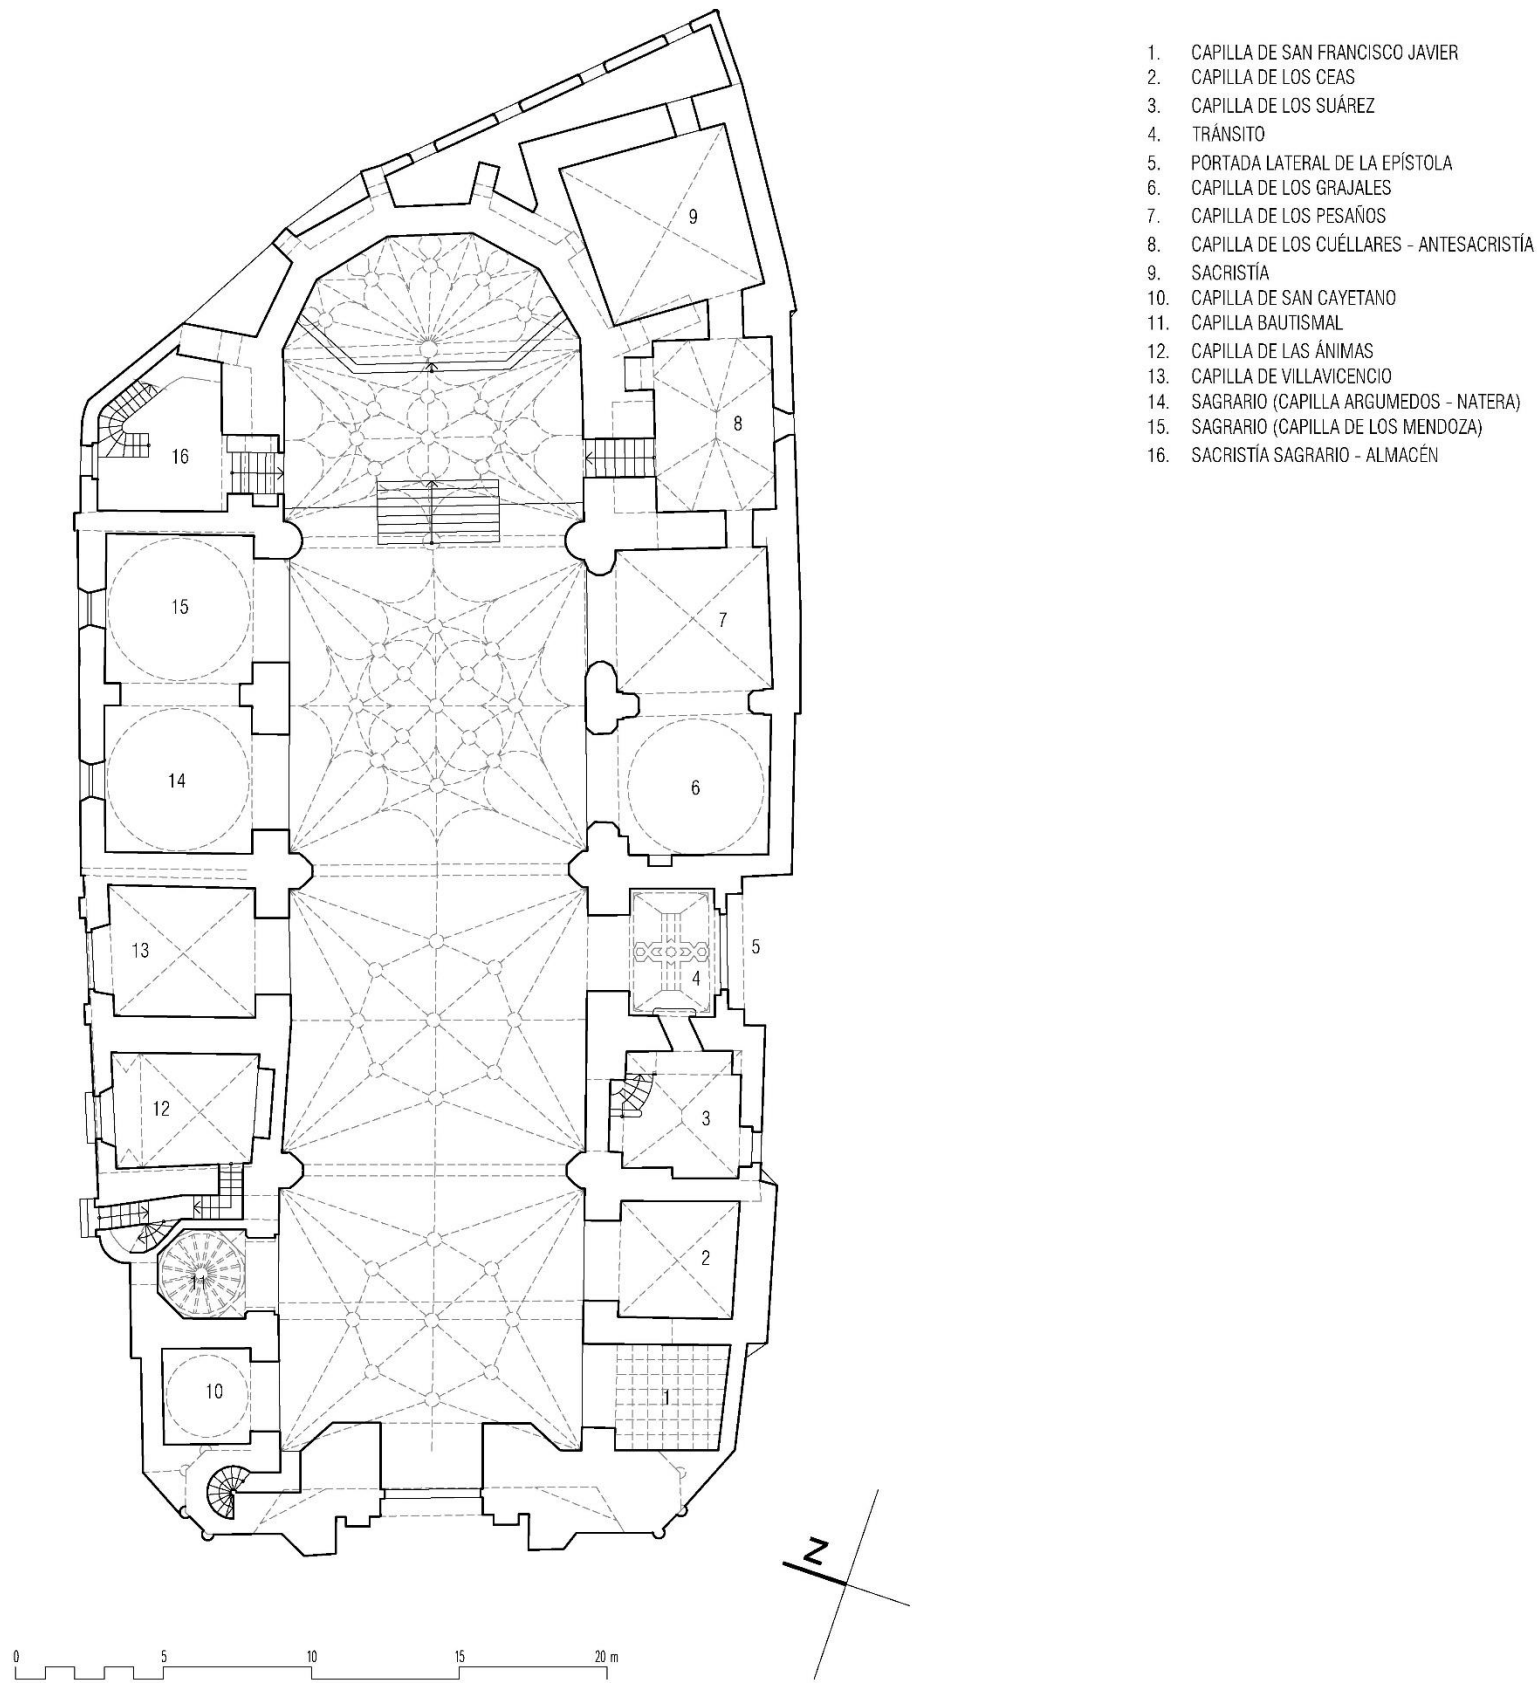 1. CAPILLA DE SAN FRANCISCO JAVIER
2. CAPILLA DE LOS CEAS
3. CAPILLA DE LOS SUÁREZ
4. TRÁNSITO
5. PORTADA LATERAL DE LA EPÍSTOLA
6. CAPILLA DE LOS GRAJALES
7. CAPILLA DE LOS PESAÑOS
8. CAPILLA DE LOS CUÉLLARES - ANTESACRISTÍA
9. SACRISTÍA
10. CAPILLA DE SAN CAYETANO
11. CAPILLA BAUTISMAL
12. CAPILLA DE LAS ÁNIMAS
13. CAPILLA DE VILLAVICENCIO
14. SAGRARIO (CAPILLA ARGUMEDOS - NATERA)
15. SAGRARIO (CAPILLA DE LOS MENDOZA)
16. SACRISTÍA SAGRARIO - ALMACÉN
9
8
16
15
7
14
6
13
5
4
12
3
2
11
10
1
N
0 5 10 15 20 m